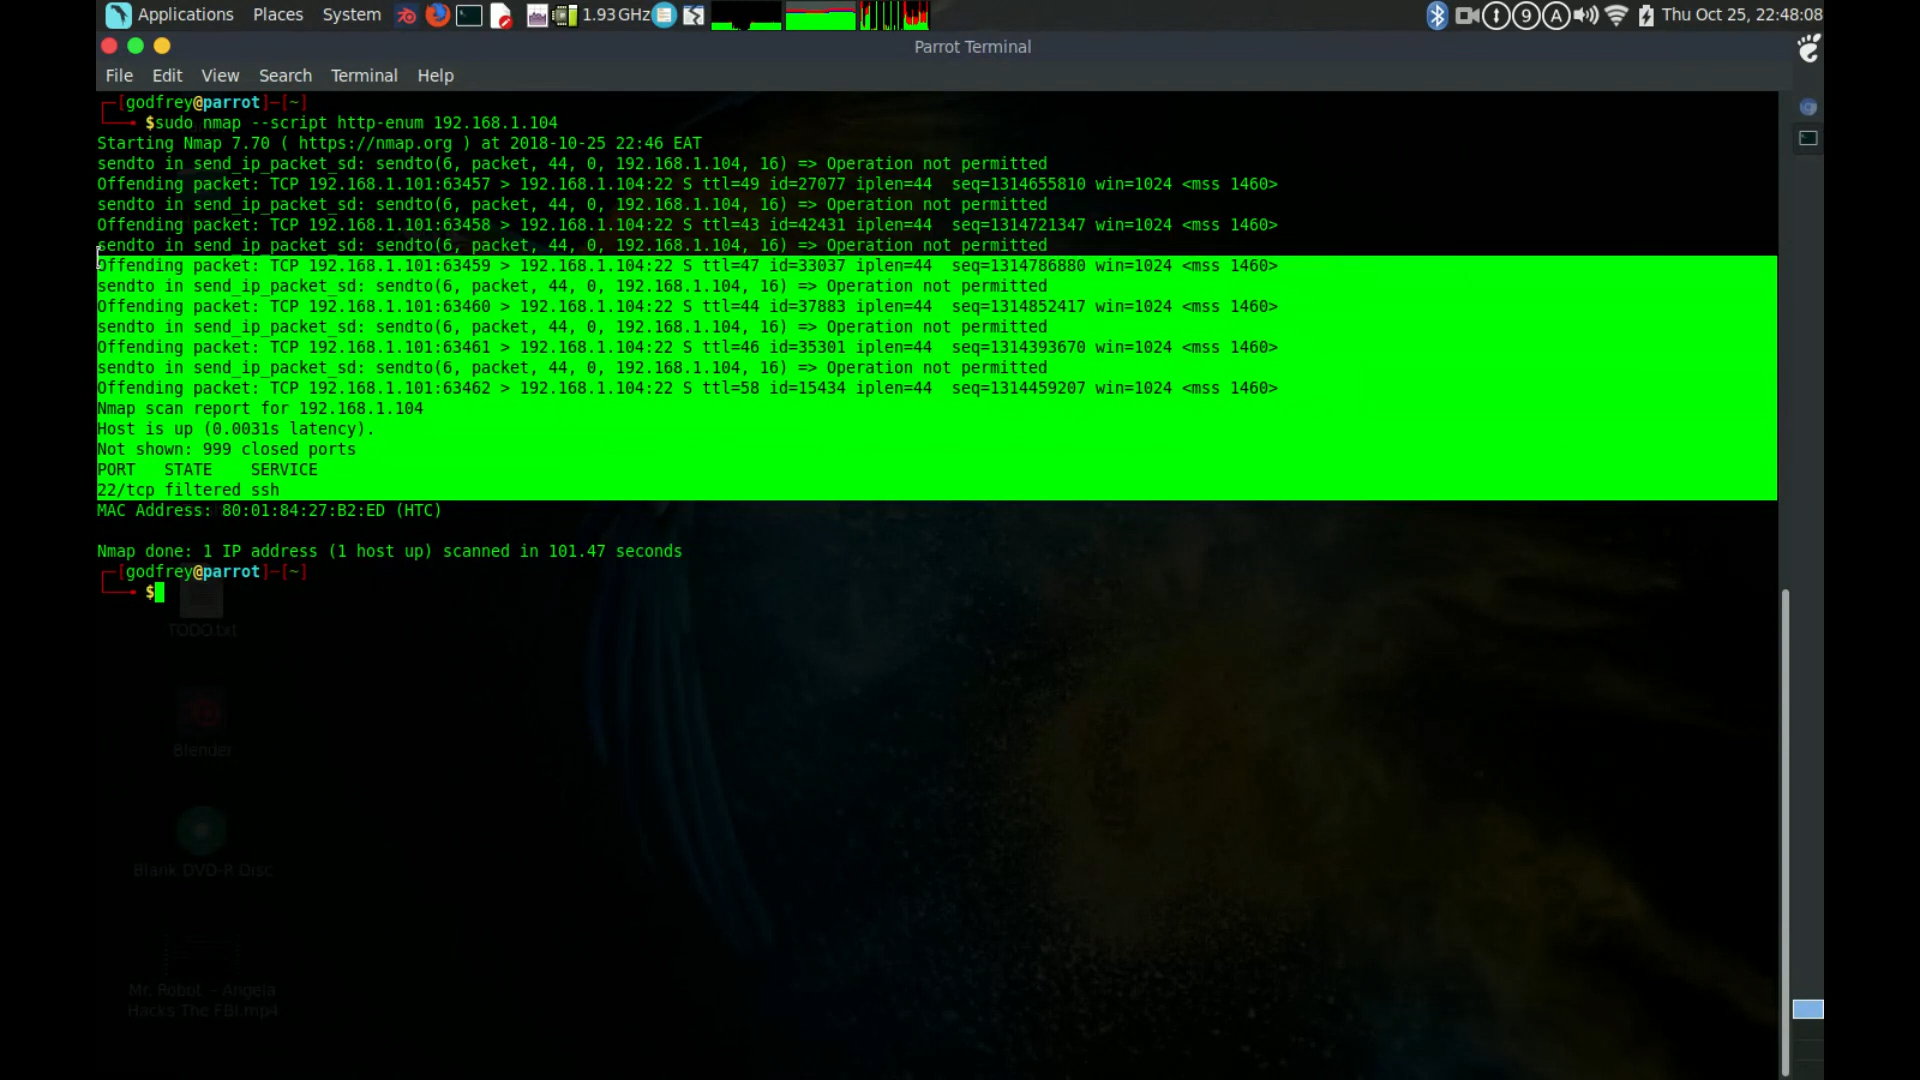 Applications Places System 1.93 GHz 9 A Thu Oct 25, 22:48:08
Parrot Terminal
File Edit View Search Terminal Help
┌─[godfrey@parrot]─[~]
└──╼ $sudo nmap --script http-enum 192.168.1.104
Starting Nmap 7.70 ( https://nmap.org ) at 2018-10-25 22:46 EAT
sendto in send_ip_packet_sd: sendto(6, packet, 44, 0, 192.168.1.104, 16) => Operation not permitted
Offending packet: TCP 192.168.1.101:63457 > 192.168.1.104:22 S ttl=49 id=27077 iplen=44  seq=1314655810 win=1024 <mss 1460>
sendto in send_ip_packet_sd: sendto(6, packet, 44, 0, 192.168.1.104, 16) => Operation not permitted
Offending packet: TCP 192.168.1.101:63458 > 192.168.1.104:22 S ttl=43 id=42431 iplen=44  seq=1314721347 win=1024 <mss 1460>
sendto in send_ip_packet_sd: sendto(6, packet, 44, 0, 192.168.1.104, 16) => Operation not permitted
Offending packet: TCP 192.168.1.101:63459 > 192.168.1.104:22 S ttl=47 id=33037 iplen=44  seq=1314786880 win=1024 <mss 1460>
sendto in send_ip_packet_sd: sendto(6, packet, 44, 0, 192.168.1.104, 16) => Operation not permitted
Offending packet: TCP 192.168.1.101:63460 > 192.168.1.104:22 S ttl=44 id=37883 iplen=44  seq=1314852417 win=1024 <mss 1460>
sendto in send_ip_packet_sd: sendto(6, packet, 44, 0, 192.168.1.104, 16) => Operation not permitted
Offending packet: TCP 192.168.1.101:63461 > 192.168.1.104:22 S ttl=46 id=35301 iplen=44  seq=1314393670 win=1024 <mss 1460>
sendto in send_ip_packet_sd: sendto(6, packet, 44, 0, 192.168.1.104, 16) => Operation not permitted
Offending packet: TCP 192.168.1.101:63462 > 192.168.1.104:22 S ttl=58 id=15434 iplen=44  seq=1314459207 win=1024 <mss 1460>
Nmap scan report for 192.168.1.104
Host is up (0.0031s latency).
Not shown: 999 closed ports
PORT   STATE    SERVICE
22/tcp filtered ssh
MAC Address: 80:01:84:27:B2:ED (HTC)
Nmap done: 1 IP address (1 host up) scanned in 101.47 seconds
┌─[godfrey@parrot]─[~]
└──╼ $
TODO.txt
Blender
Blank DVD-R Disc
Mr. Robot - Angela
Hacks The FBI.mp4